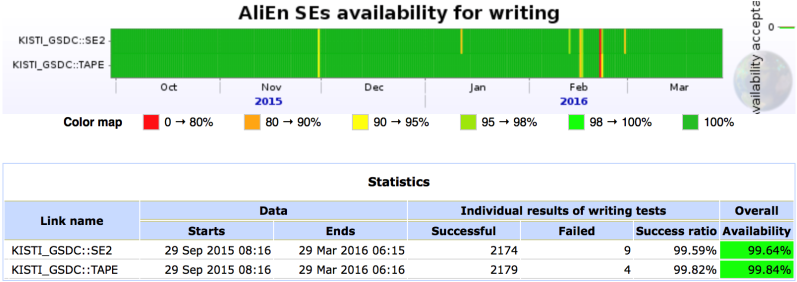 AliEn SEs availability for writing
KISTI_GSDC::SE2
KISTI_GSDC::TAPE
Oct Nov Dec Jan Feb Mar
2015 2016
0
Color map 0 → 80% 80 → 90% 90 → 95% 95 → 98% 98 → 100% 100%
Statistics
Link name Data Individual results of writing tests Overall
Starts Ends Successful Failed Success ratio Availability
KISTI_GSDC::SE2 29 Sep 2015 08:16 29 Mar 2016 06:15 2174 9 99.59% 99.64%
KISTI_GSDC::TAPE 29 Sep 2015 08:16 29 Mar 2016 06:16 2179 4 99.82% 99.84%